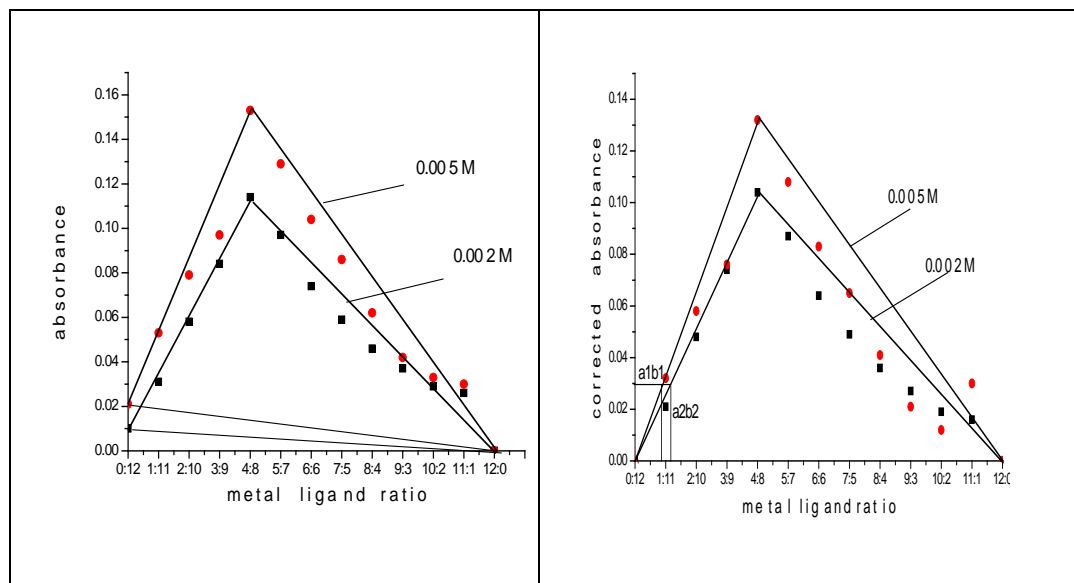 absorbance
0.16
0.14
0.12
0.10
0.08
0.06
0.04
0.02
0.00
0.005M
0.002M
0:12 1:11 2:10 3:9 4:8 5:7 6:6 7:5 8:4 9:3 10:2 11:1 12:0
metal ligand ratio
corrected absorbance
0.14
0.12
0.10
0.08
0.06
0.04
0.02
0.00
0.005M
0.002M
a1b1
a2b2
0:12 1:11 2:10 3:9 4:8 5:7 6:6 7:5 8:4 9:3 10:2 11:1 12:0
metal ligand ratio